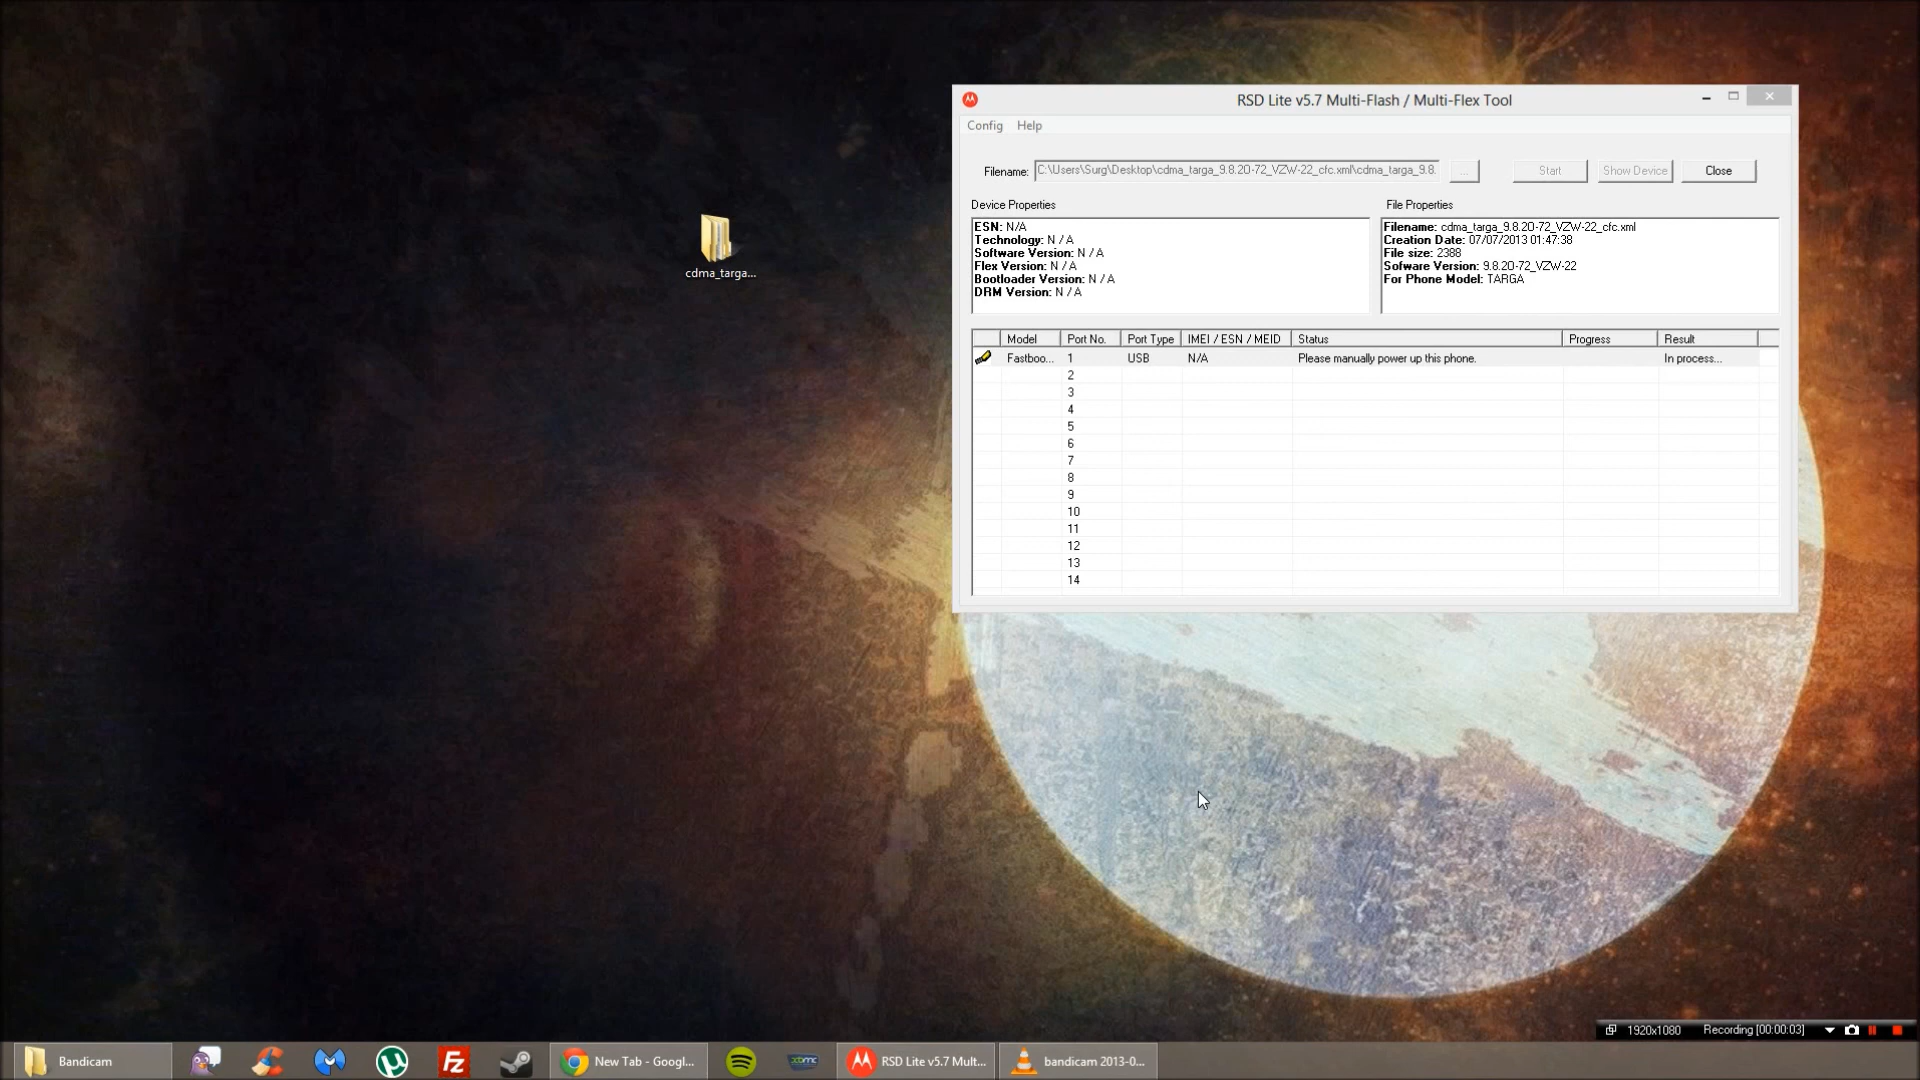 RSD Lite v5.7 Multi-Flash / Multi-Flex Tool
Config Help
Filename: C:\Users\Surg\Desktop\cdma_targa_9.8.2O-72_VZW-22_cfc.xml\cdma_targa_9.8. ... Start Show Device Close
Device Properties File Properties
ESN: N/A
Technology: N / A
Software Version: N / A
Flex Version: N / A
Bootloader Version: N / A
DRM Version: N / A
Filename: cdma_targa_9.8.2O-72_VZW-22_cfc.xml
Creation Date: 07/07/2013 01:47:38
File size: 2388
Sofware Version: 9.8.2O-72_VZW-22
For Phone Model: TARGA
Model Port No. Port Type IMEI / ESN / MEID Status Progress Result
Fastboo... 1 USB N/A Please manually power up this phone. In process...
2
3
4
5
6
7
8
9
10
11
12
13
14
cdma_targa...
1920x1080 Recording [00:00:03]
Bandicam New Tab - Googl... xbmc RSD Lite v5.7 Mult... bandicam 2013-0...